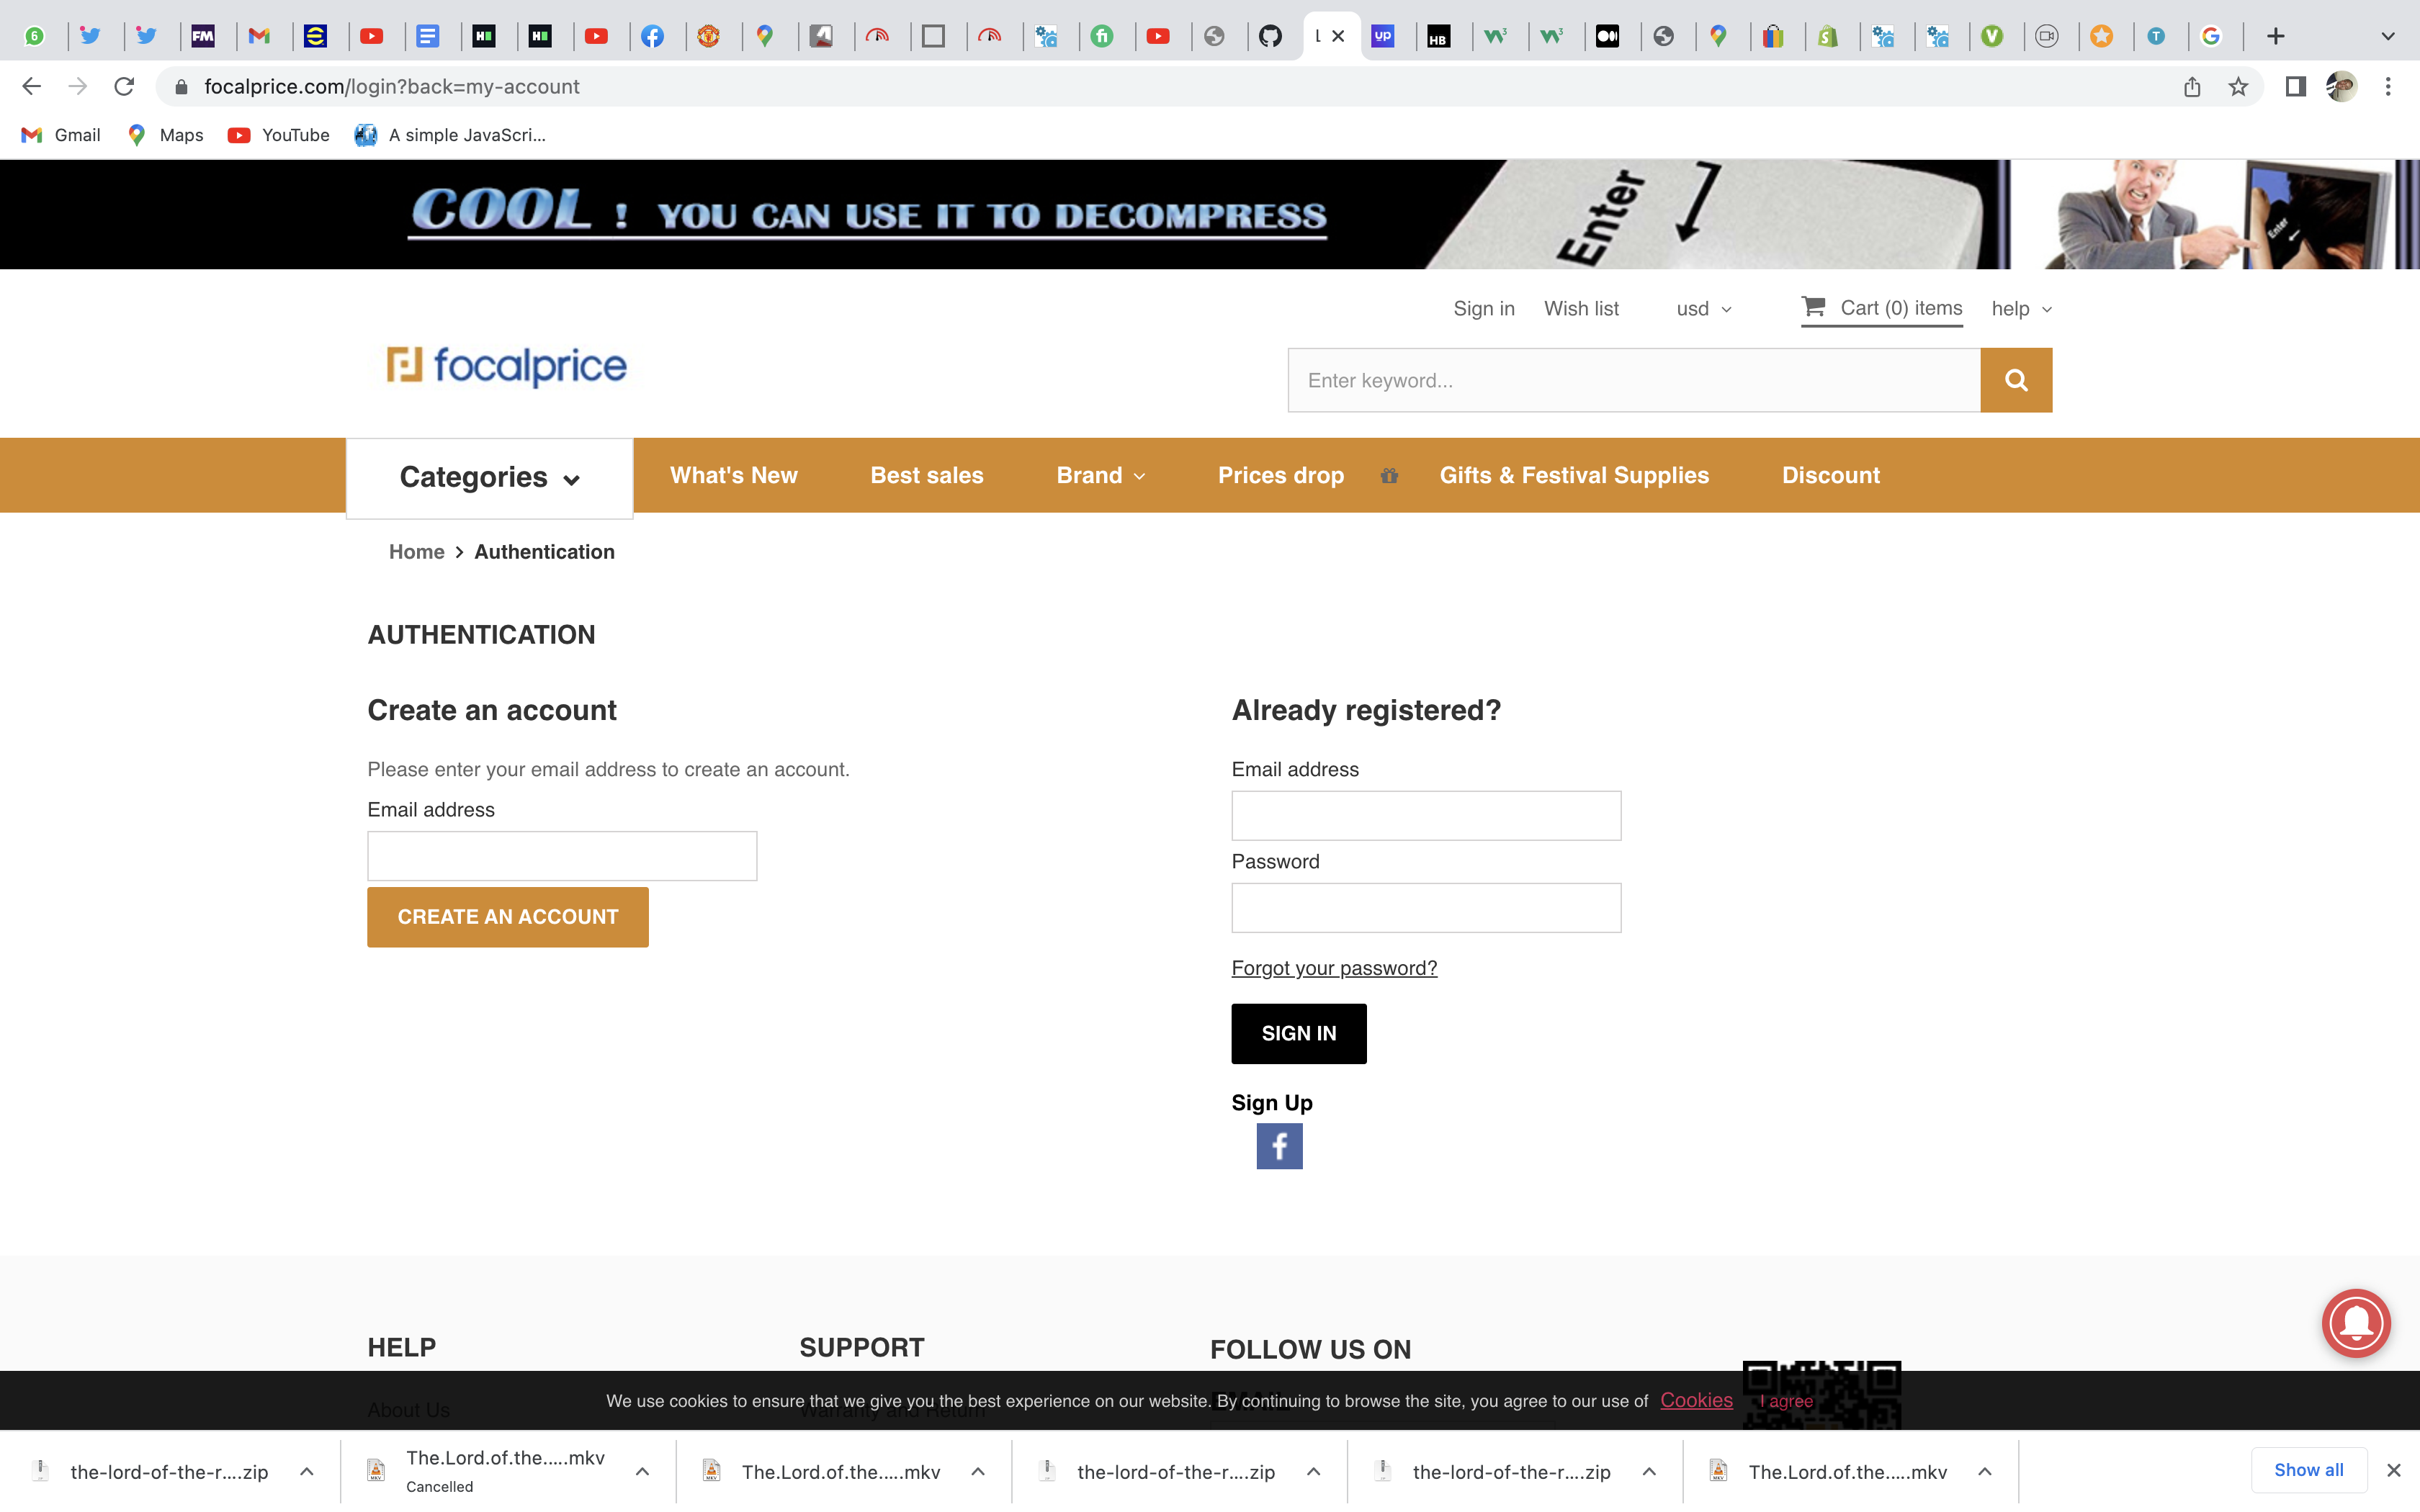 L
focalprice.com/login?back=my-account
Gmail Maps YouTube A simple JavaScri...
COOL ! YOU CAN USE IT TO DECOMPRESS
Enter
Enter
Sign in Wish list usd Cart (0) items help
focalprice
Enter keyword...
Categories What's New Best sales Brand Prices drop Gifts & Festival Supplies Discount
Home > Authentication
AUTHENTICATION
Create an account
Please enter your email address to create an account.
Email address
CREATE AN ACCOUNT
Already registered?
Email address
Password
Forgot your password?
SIGN IN
Sign Up
HELP SUPPORT FOLLOW US ON
About Us Warranty and Return EMAIL
We use cookies to ensure that we give you the best experience on our website. By continuing to browse the site, you agree to our use of Cookies I agree
the-lord-of-the-r....zip
The.Lord.of.the.....mkv
Cancelled
The.Lord.of.the.....mkv
the-lord-of-the-r....zip
the-lord-of-the-r....zip
The.Lord.of.the.....mkv
Show all